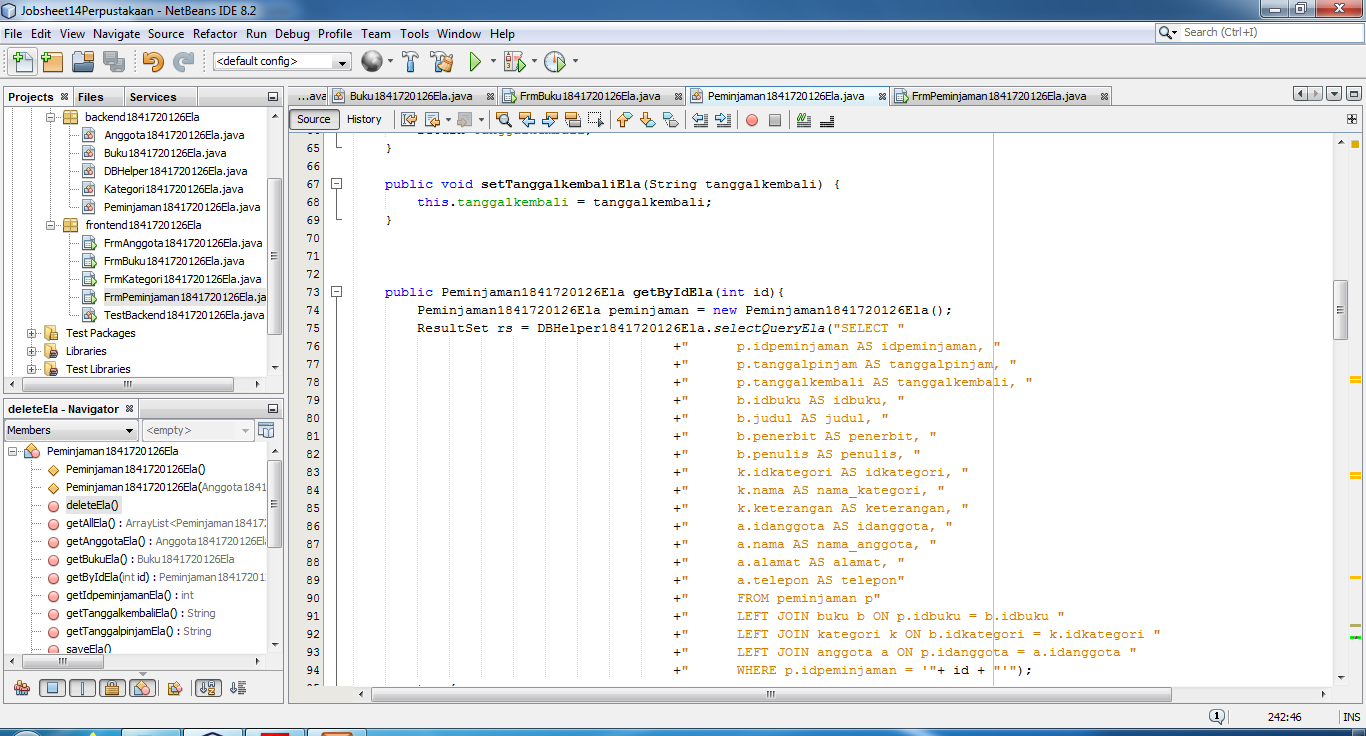 Jobsheet14Perpustakaan - NetBeans IDE 8.2
File Edit View Navigate Source Refactor Run Debug Profile Team Tools Window Help
Search (Ctrl+I)
<default config>
Projects Files Services
backend1841720126Ela
Anggota1841720126Ela.java
Buku1841720126Ela.java
DBHelper1841720126Ela.java
Kategori1841720126Ela.java
Peminjaman1841720126Ela.java
frontend1841720126Ela
FrmAnggota1841720126Ela.java
FrmBuku1841720126Ela.java
FrmKategori1841720126Ela.java
FrmPeminjaman1841720126Ela.ja
TestBackend1841720126Ela.java
Test Packages
Libraries
Test Libraries
deleteEla - Navigator
Members <empty>
Peminjaman1841720126Ela
Peminjaman1841720126Ela()
Peminjaman1841720126Ela(Anggota1841
deleteEla()
getAllEla() : ArrayList<Peminjaman18417
getAnggotaEla() : Anggota1841720126Ela
getBukuEla() : Buku1841720126Ela
getByIdEla(int id) : Peminjaman18417201
getIdpeminjamanEla() : int
getTanggalkembaliEla() : String
getTanggalpinjamEla() : String
saveEla()
...ava Buku1841720126Ela.java FrmBuku1841720126Ela.java Peminjaman1841720126Ela.java FrmPeminjaman1841720126Ela.java
Source History
65 }
66
67 public void setTanggalkembaliEla(String tanggalkembali) {
68 this.tanggalkembali = tanggalkembali;
69 }
70
71
72
73 public Peminjaman1841720126Ela getByIdEla(int id){
74 Peminjaman1841720126Ela peminjaman = new Peminjaman1841720126Ela();
75 ResultSet rs = DBHelper1841720126Ela.selectQueryEla("SELECT "
76 +" p.idpeminjaman AS idpeminjaman, "
77 +" p.tanggalpinjam AS tanggalpinjam, "
78 +" p.tanggalkembali AS tanggalkembali, "
79 +" b.idbuku AS idbuku, "
80 +" b.judul AS judul, "
81 +" b.penerbit AS penerbit, "
82 +" b.penulis AS penulis, "
83 +" k.idkategori AS idkategori, "
84 +" k.nama AS nama_kategori, "
85 +" k.keterangan AS keterangan, "
86 +" a.idanggota AS idanggota, "
87 +" a.nama AS nama_anggota, "
88 +" a.alamat AS alamat, "
89 +" a.telepon AS telepon"
90 +" FROM peminjaman p"
91 +" LEFT JOIN buku b ON p.idbuku = b.idbuku "
92 +" LEFT JOIN kategori k ON b.idkategori = k.idkategori "
93 +" LEFT JOIN anggota a ON p.idanggota = a.idanggota "
94 +" WHERE p.idpeminjaman = '"+ id + "'");
1 242:46 INS